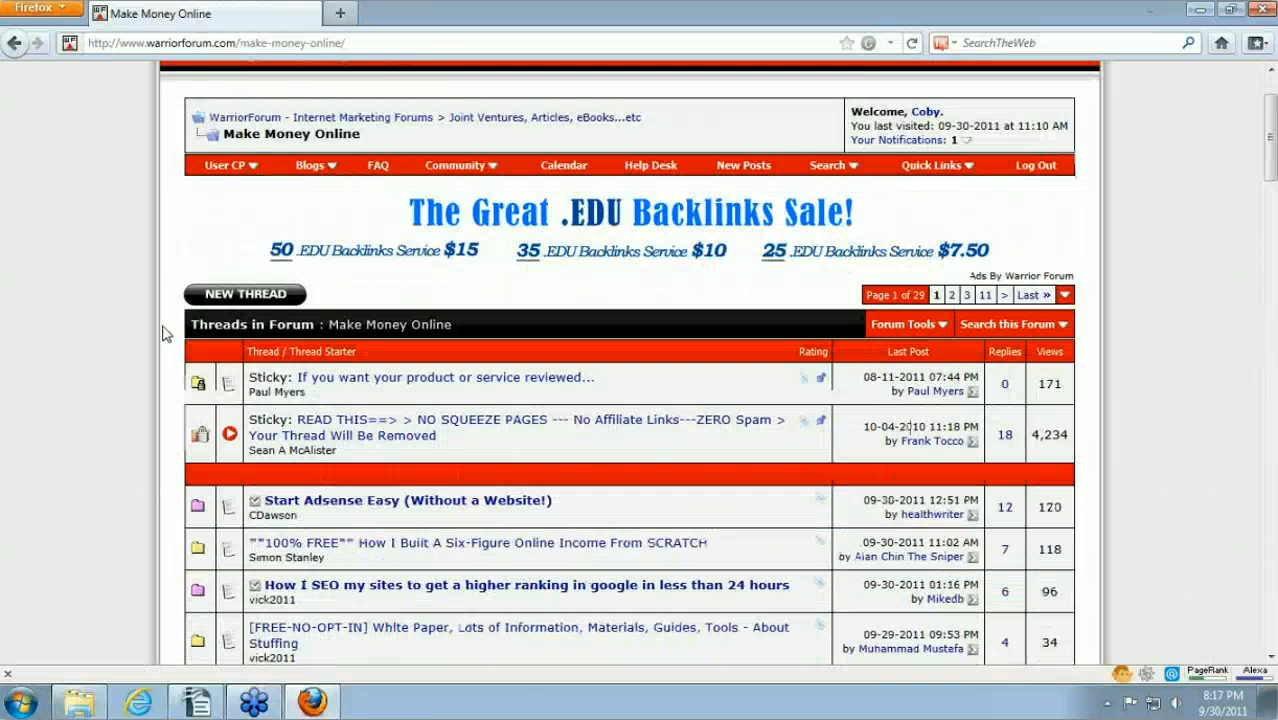 Firefox
Make Money Online
http://www.warriorforum.com/make-money-online/
SearchTheWeb
WarriorForum - Internet Marketing Forums > Joint Ventures, Articles, eBooks...etc
Make Money Online
Welcome, Coby.
You last visited: 09-30-2011 at 11:10 AM
Your Notifications: 1
User CP Blogs FAQ Community Calendar Help Desk New Posts Search Quick Links Log Out
The Great .EDU Backlinks Sale!
50 .EDU Backlinks Service $15 35 .EDU Backlinks Service $10 25 .EDU Backlinks Service $7.50
Ads By Warrior Forum
NEW THREAD
Page 1 of 29 1 2 3 11 > Last »
Threads in Forum : Make Money Online
Forum Tools Search this Forum
Thread / Thread Starter Rating Last Post Replies Views
Sticky: If you want your product or service reviewed...
Paul Myers
08-11-2011 07:44 PM
by Paul Myers
0 171
Sticky: READ THIS==> > NO SQUEEZE PAGES --- No Affiliate Links---ZERO Spam >
Your Thread Will Be Removed
Sean A McAlister
10-04-2010 11:18 PM
by Frank Tocco
18 4,234
Start Adsense Easy (Without a Website!)
CDawson
09-30-2011 12:51 PM
by healthwriter
12 120
**100% FREE** How I Built A Six-Figure Online Income From SCRATCH
Simon Stanley
09-30-2011 11:02 AM
by Aian Chin The Sniper
7 118
How I SEO my sites to get a higher ranking in google in less than 24 hours
vick2011
09-30-2011 01:16 PM
by Mikedb
6 96
[FREE-NO-OPT-IN] White Paper, Lots of Information, Materials, Guides, Tools - About
Stuffing
vick2011
09-29-2011 09:53 PM
by Muhammad Mustefa
4 34
PageRank Alexa
8:17 PM
9/30/2011